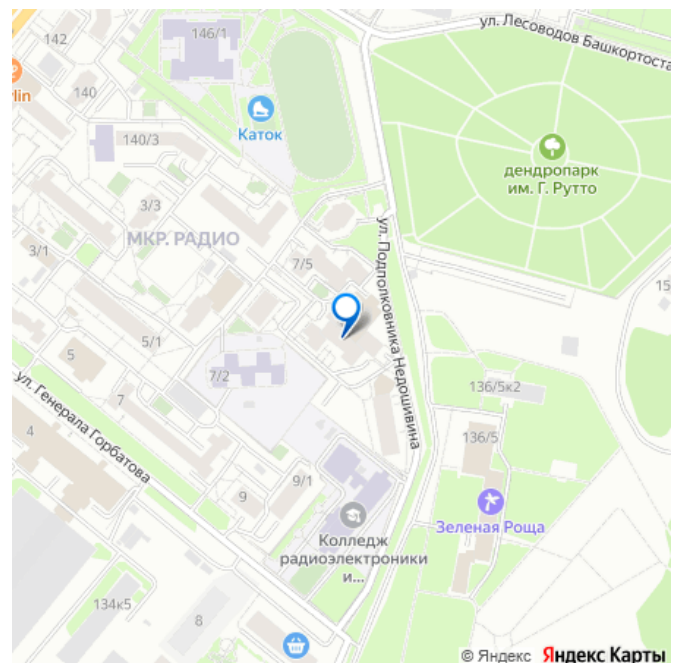 142
146/1
ул. Лесоводов Башкортоста
140
lin
Каток
140/3
дендропарк
им. Г. Рутто
3/3
МКР. РАДИО
3/1
7/5
15
ул. Подполковника Недошивина
5/1
5
7/2
7
136/5к2
ул. Генерала Горбатова
4
136/5
9
9/1
Зеленая Роща
Колледж
радиоэлектроники
и...
134к5
8
© Яндекс Яндекс Карты